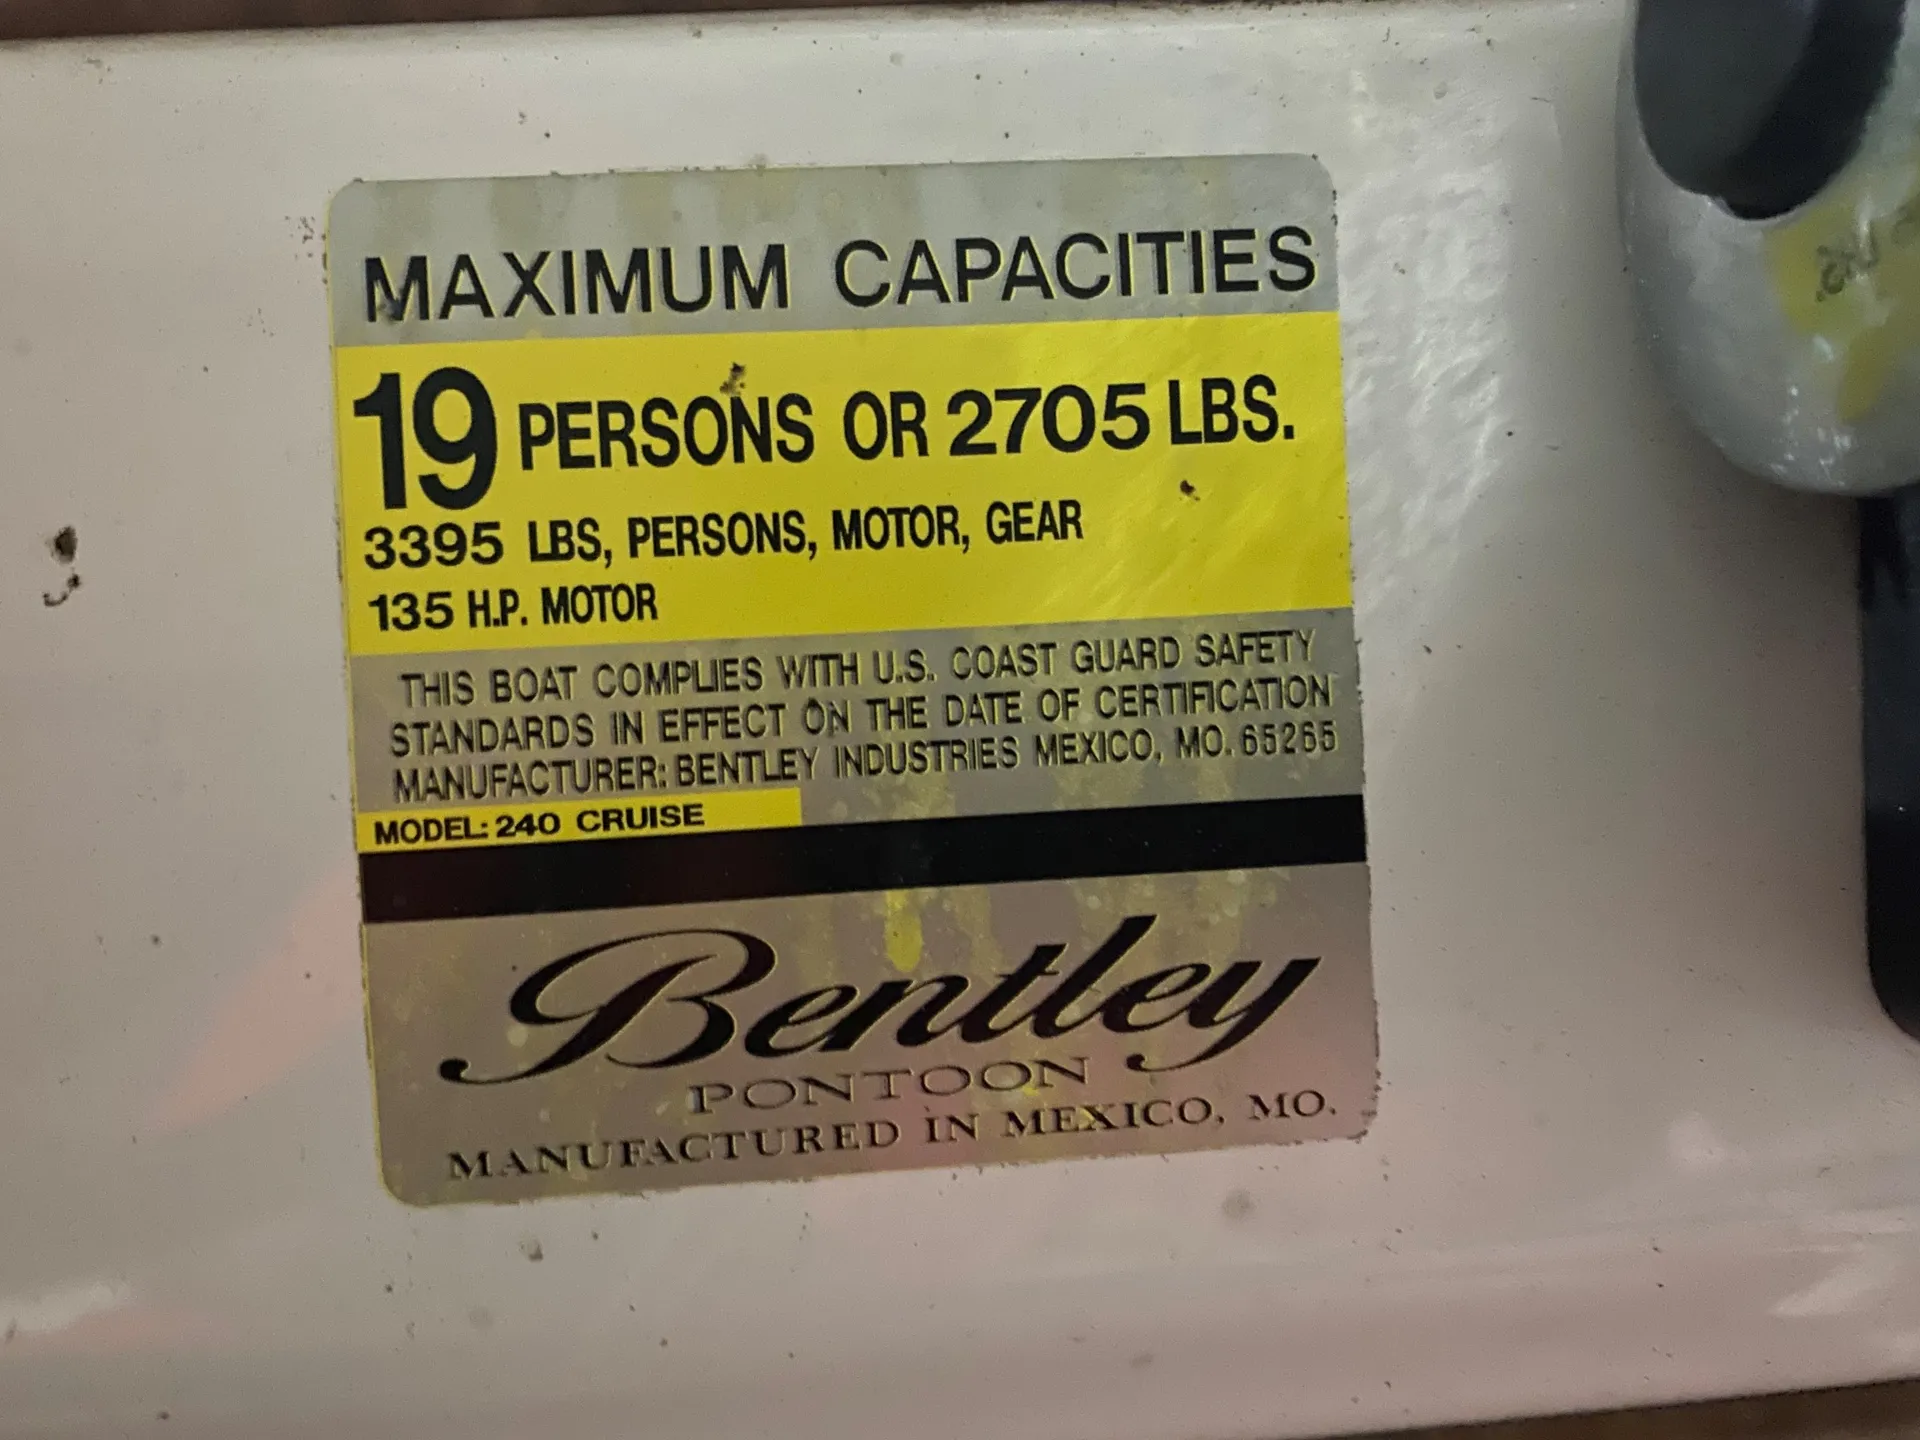 MAXIMUM CAPACITIES
19 PERSONS OR 2705 LBS.
3395 LBS, PERSONS, MOTOR, GEAR
135 H.P. MOTOR
THIS BOAT COMPLIES WITH U.S. COAST GUARD SAFETY
STANDARDS IN EFFECT ON THE DATE OF CERTIFICATION
MANUFACTURER: BENTLEY INDUSTRIES MEXICO, MO. 65265
MODEL: 240 CRUISE
Bentley
PONTOON
MANUFACTURED IN MEXICO, MO.